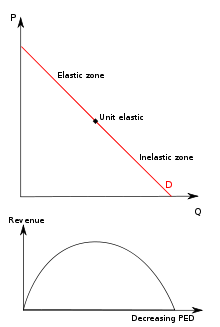 P
Elastic zone
Unit elastic
Inelastic zone
D
Q
Revenue
Decreasing PED